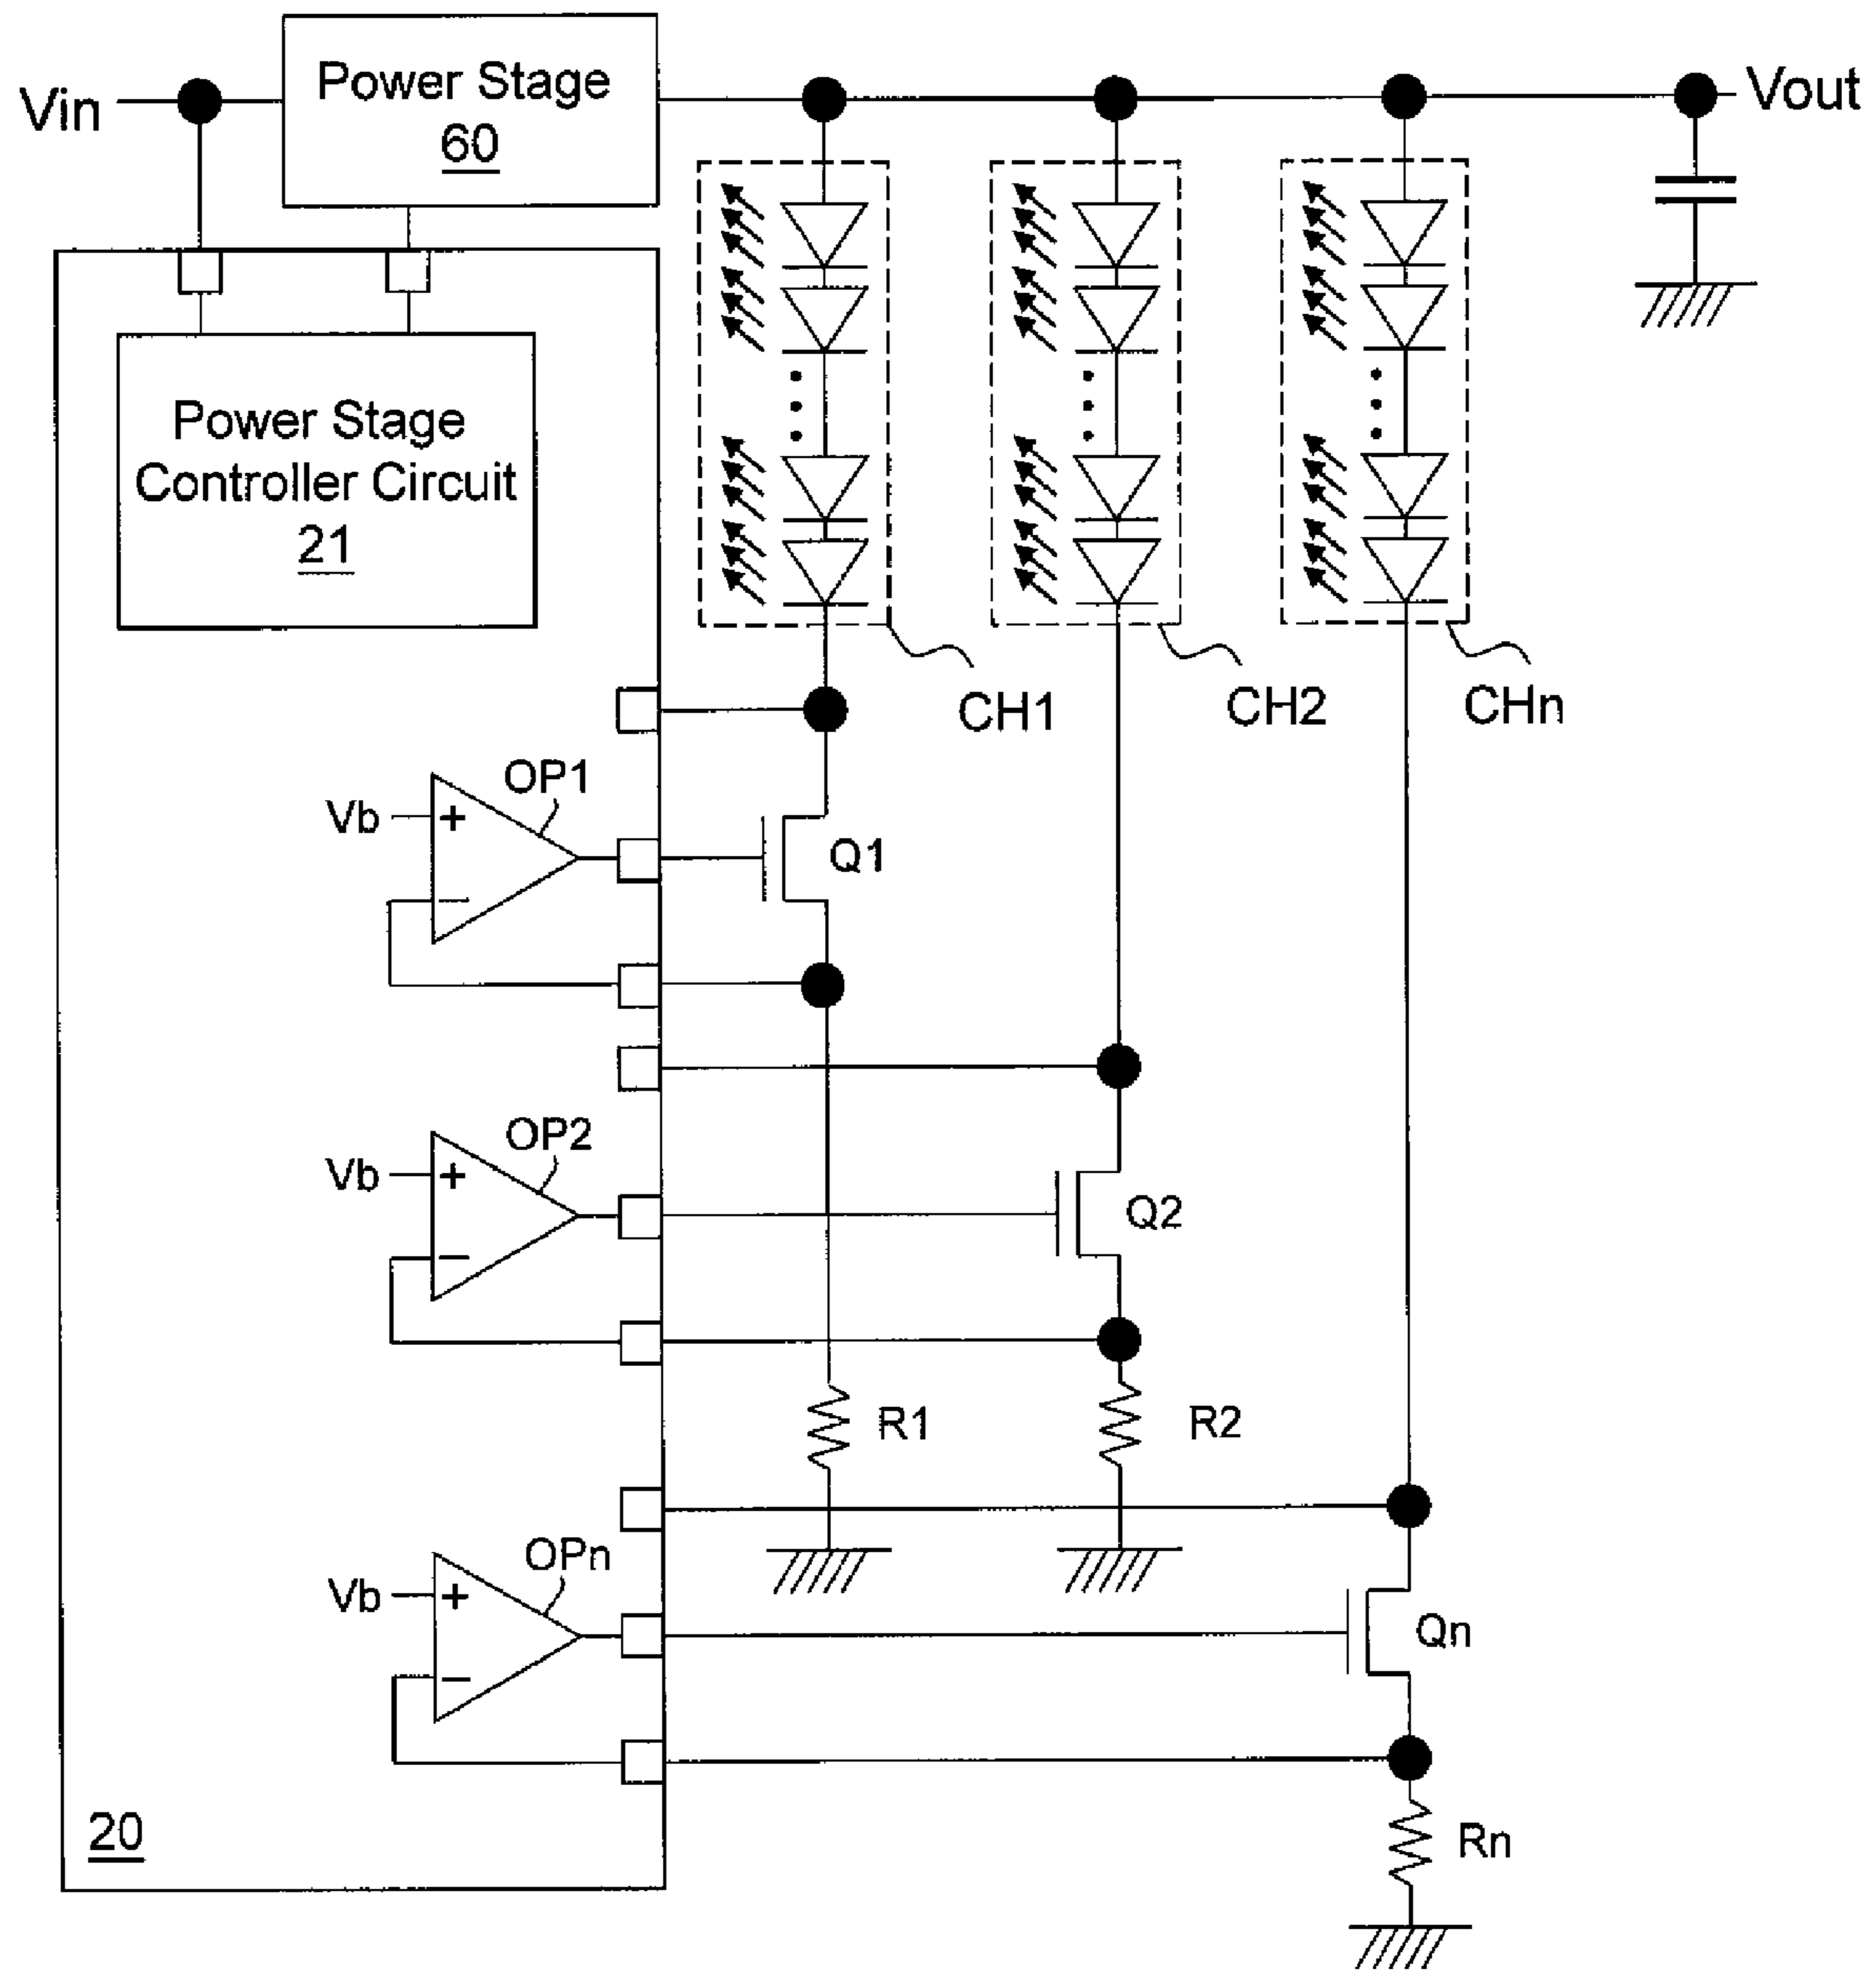 Vin
Power Stage
60
Vout
Power Stage
Controller Circuit
21
CH1
CH2
CHn
OP1
Vb
+
−
Q1
OP2
Vb
+
−
Q2
R1
R2
OPn
Vb
+
−
Qn
20
Rn